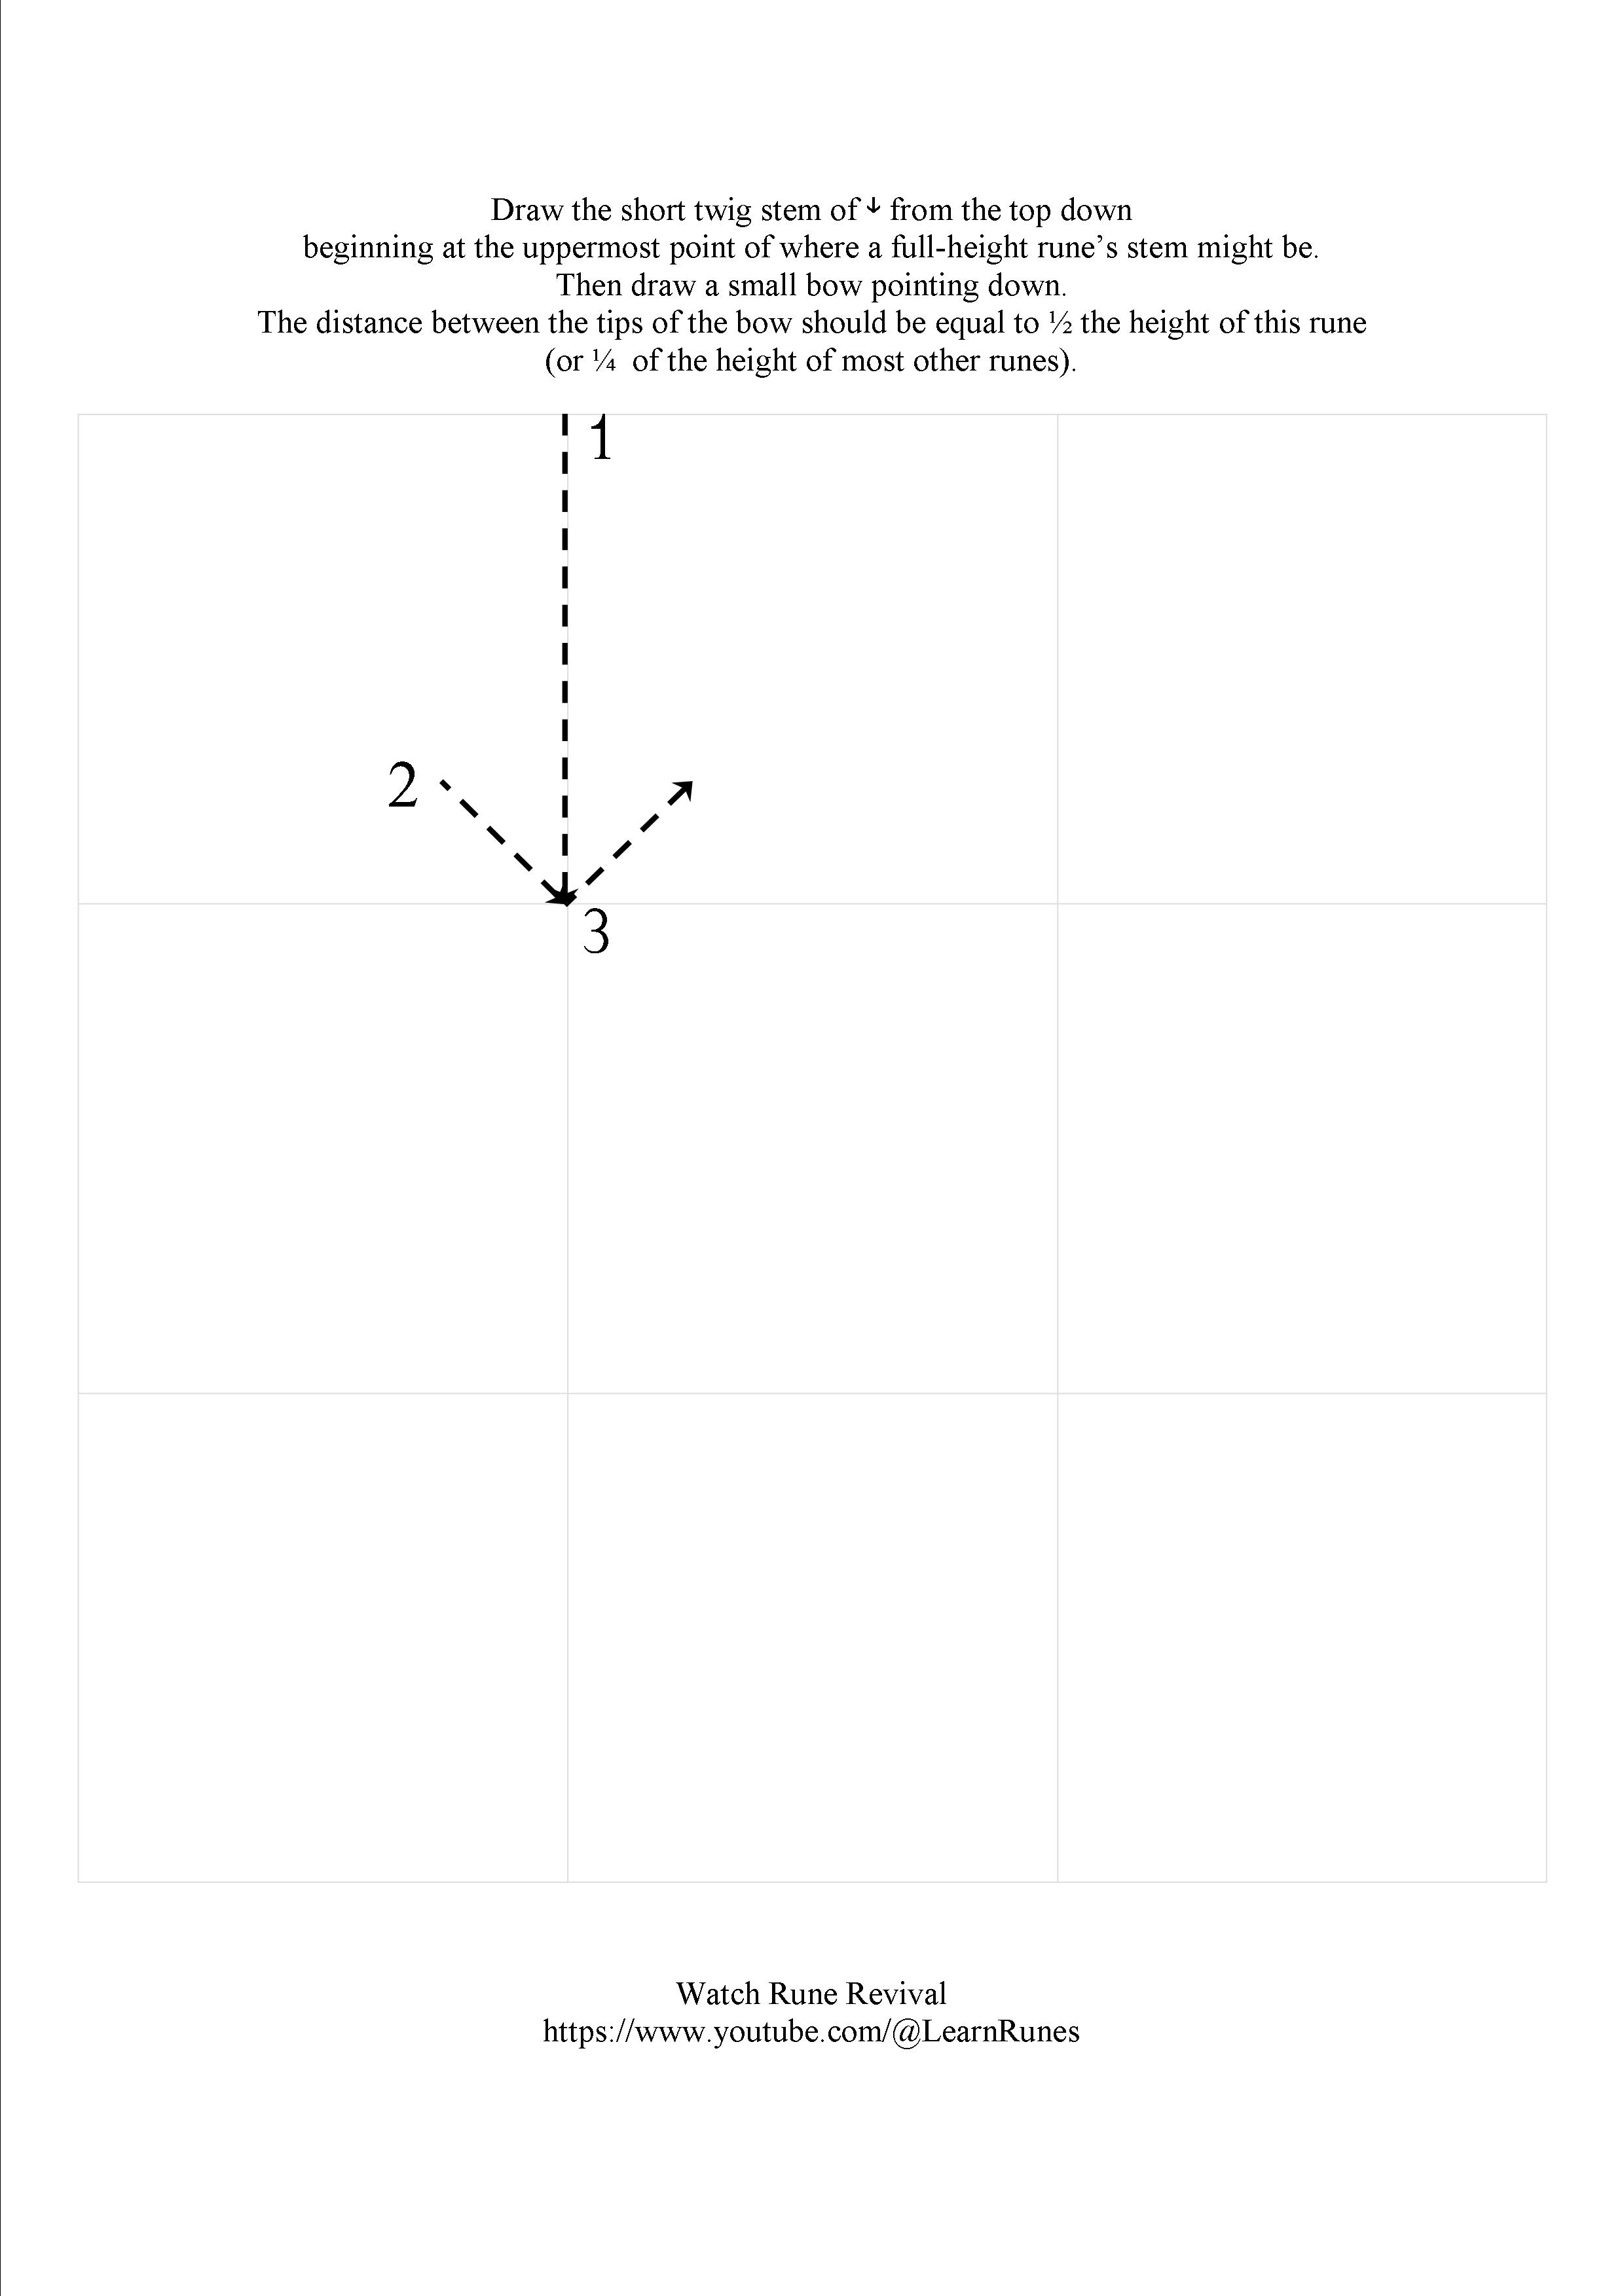 Draw the short twig stem of ↓ from the top down
beginning at the uppermost point of where a full-height rune’s stem might be.
Then draw a small bow pointing down.
The distance between the tips of the bow should be equal to ½ the height of this rune
(or ¼ of the height of most other runes).
1
2
3
Watch Rune Revival
https://www.youtube.com/@LearnRunes